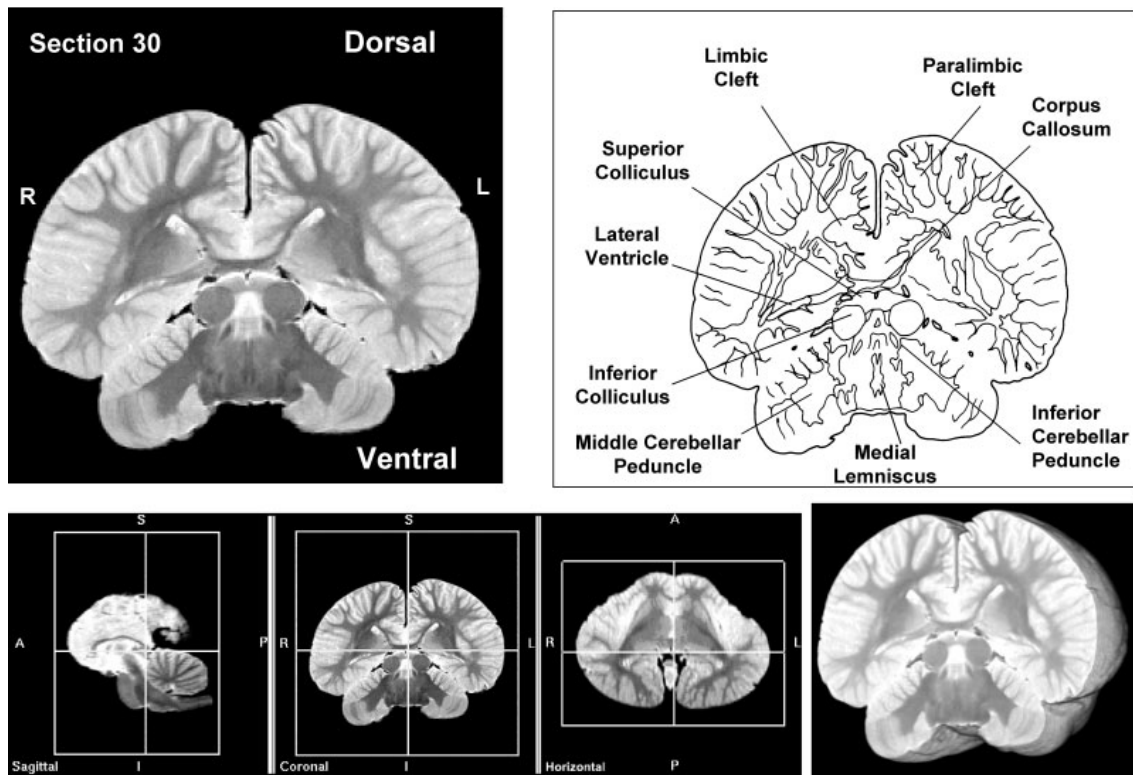 Section 30
Dorsal
R
L
Ventral
Limbic
Cleft
Paralimbic
Cleft
Corpus
Callosum
Superior
Colliculus
Lateral
Ventricle
Inferior
Colliculus
Middle Cerebellar
Peduncle
Medial
Lemniscus
Inferior
Cerebellar
Peduncle
S
A
P
Sagittal
I
S
R
L
Coronal
I
A
R
L
Horizontal
P